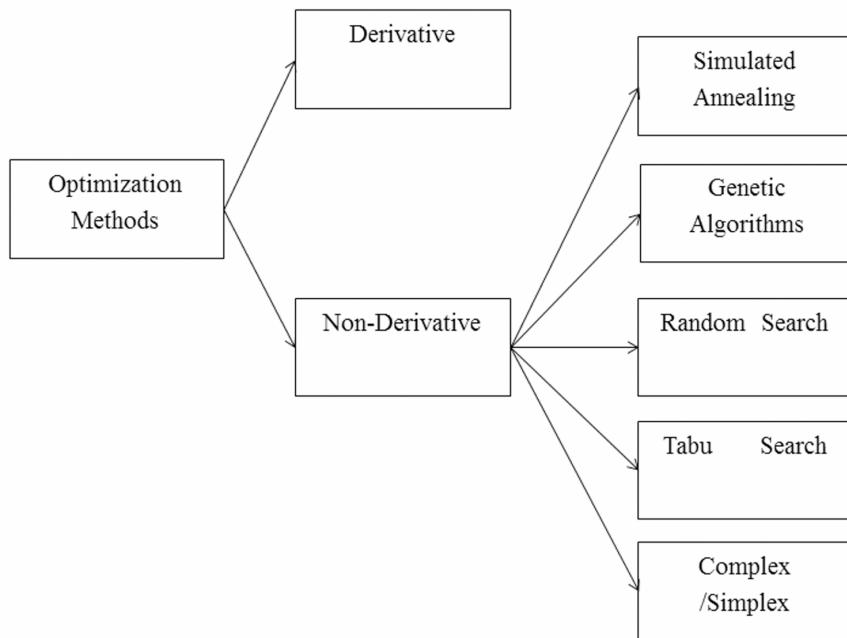 Derivative
Simulated
Annealing
Optimization
Methods
Genetic
Algorithms
Non-Derivative
Random Search
Tabu Search
Complex
/Simplex